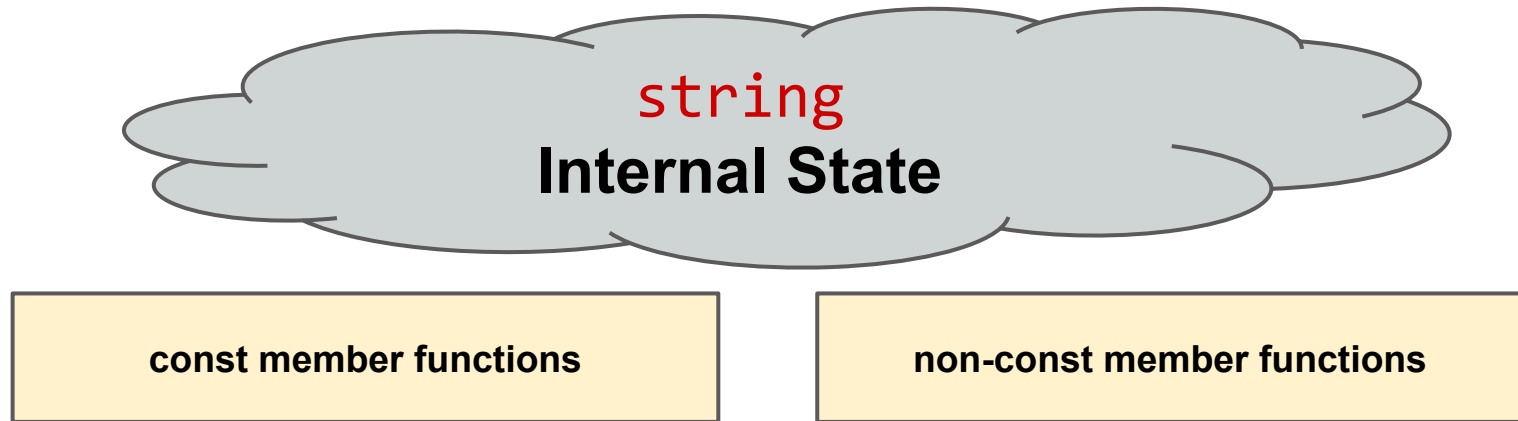 string
Internal State
const member functions
non-const member functions